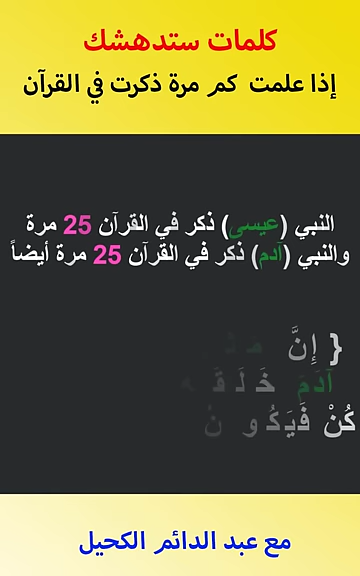 كلمات ستدهشك
إذا علمت كم مرة ذكرت في القرآن
النبي (عيسى) ذكر في القرآن 25 مرة
والنبي (آدم) ذكر في القرآن 25 مرة أيضاً
{ إِنَّ
آدَمَ خَلَقَ
كُنْ فَيَكُون
مع عبد الدائم الكحيل